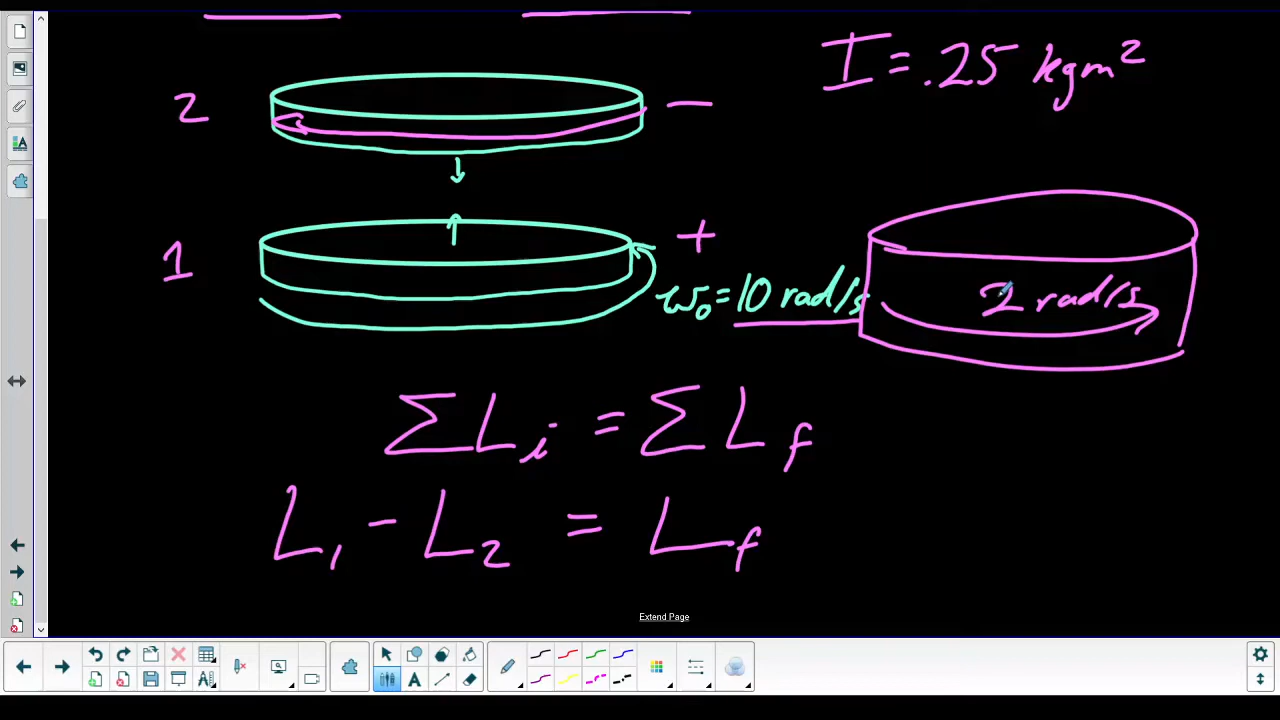 I = .25 kgm²
2 −
1 +
ω₀ = 10 rad/s
2 rad/s
ΣLᵢ = ΣL_f
L₁ − L₂ = L_f
Extend Page